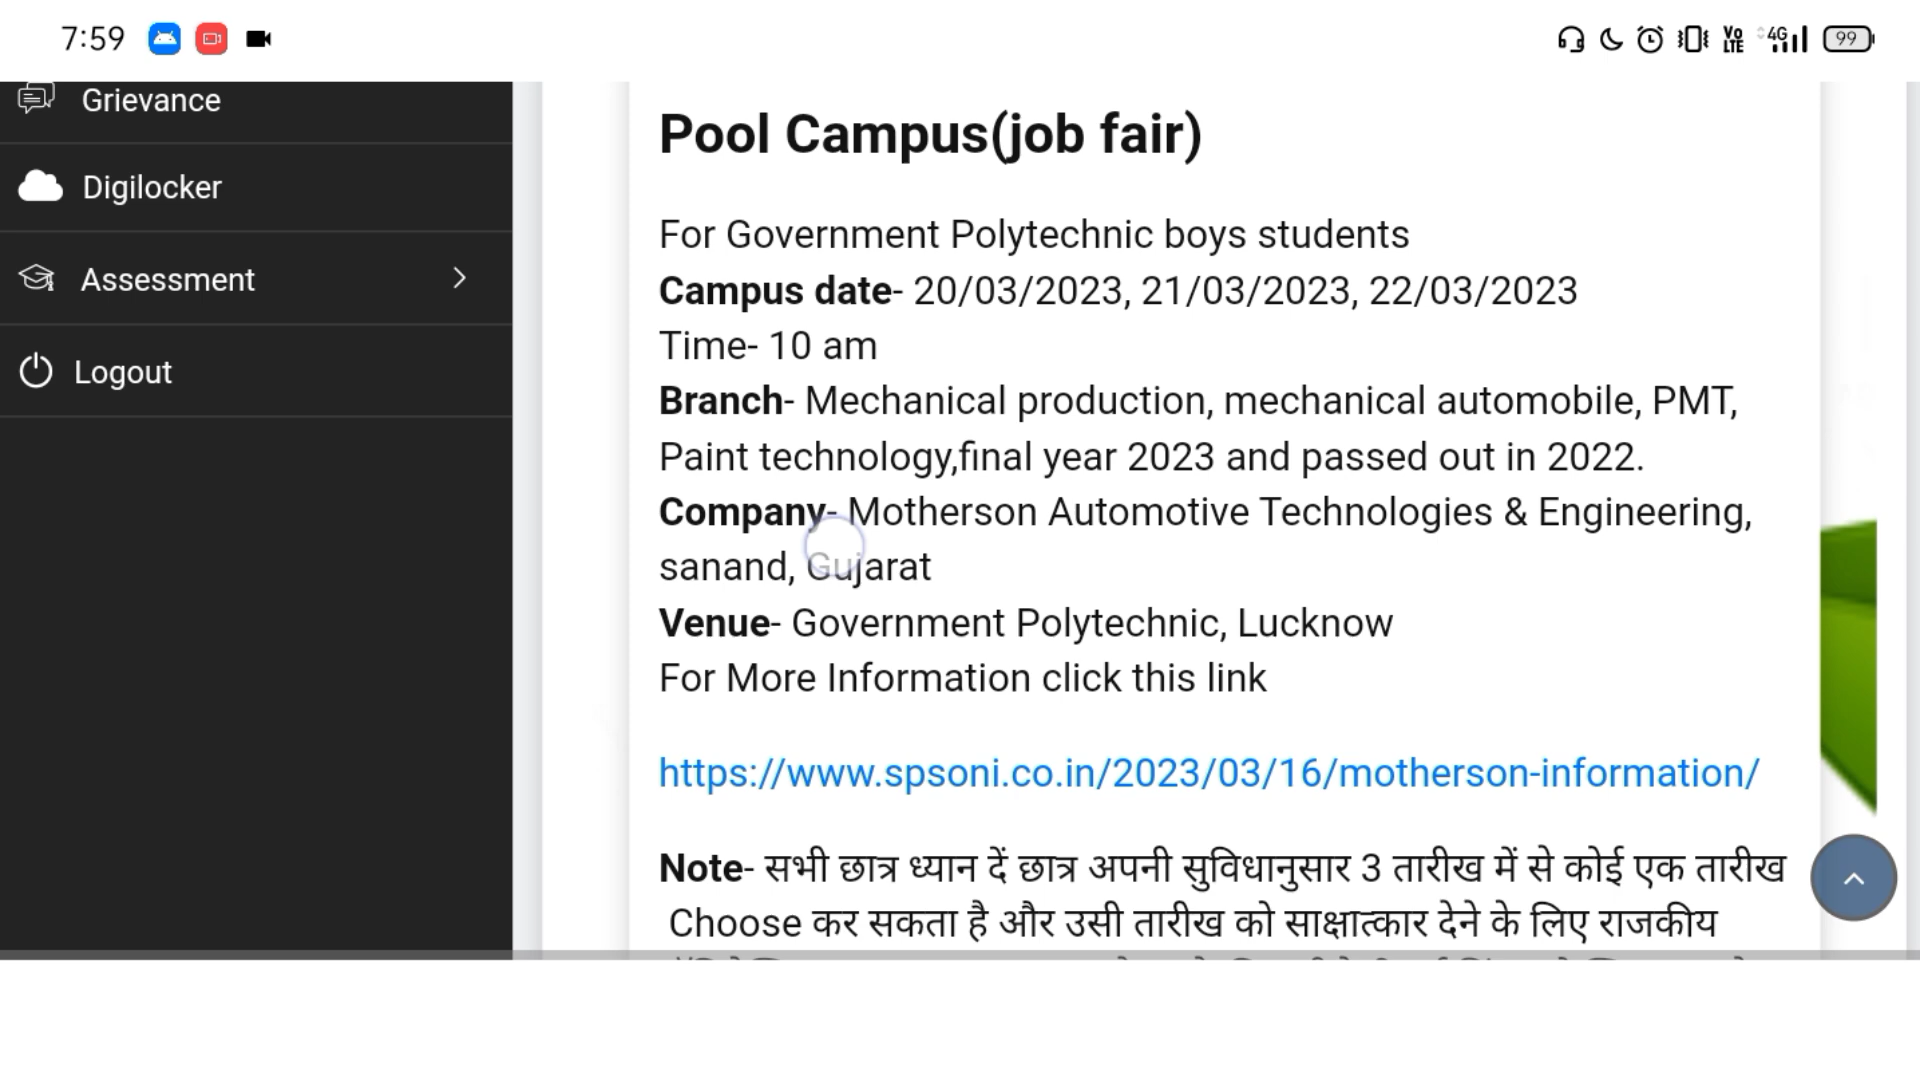 7:59
Vo LTE 4G 99
Grievance
Digilocker
Assessment
Logout
Pool Campus(job fair)
For Government Polytechnic boys students
Campus date- 20/03/2023, 21/03/2023, 22/03/2023
Time- 10 am
Branch- Mechanical production, mechanical automobile, PMT,
Paint technology,final year 2023 and passed out in 2022.
Company- Motherson Automotive Technologies & Engineering,
sanand, Gujarat
Venue- Government Polytechnic, Lucknow
For More Information click this link
https://www.spsoni.co.in/2023/03/16/motherson-information/
Note- सभी छात्र ध्यान दें छात्र अपनी सुविधानुसार 3 तारीख में से कोई एक तारीख
Choose कर सकता है और उसी तारीख को साक्षात्कार देने के लिए राजकीय